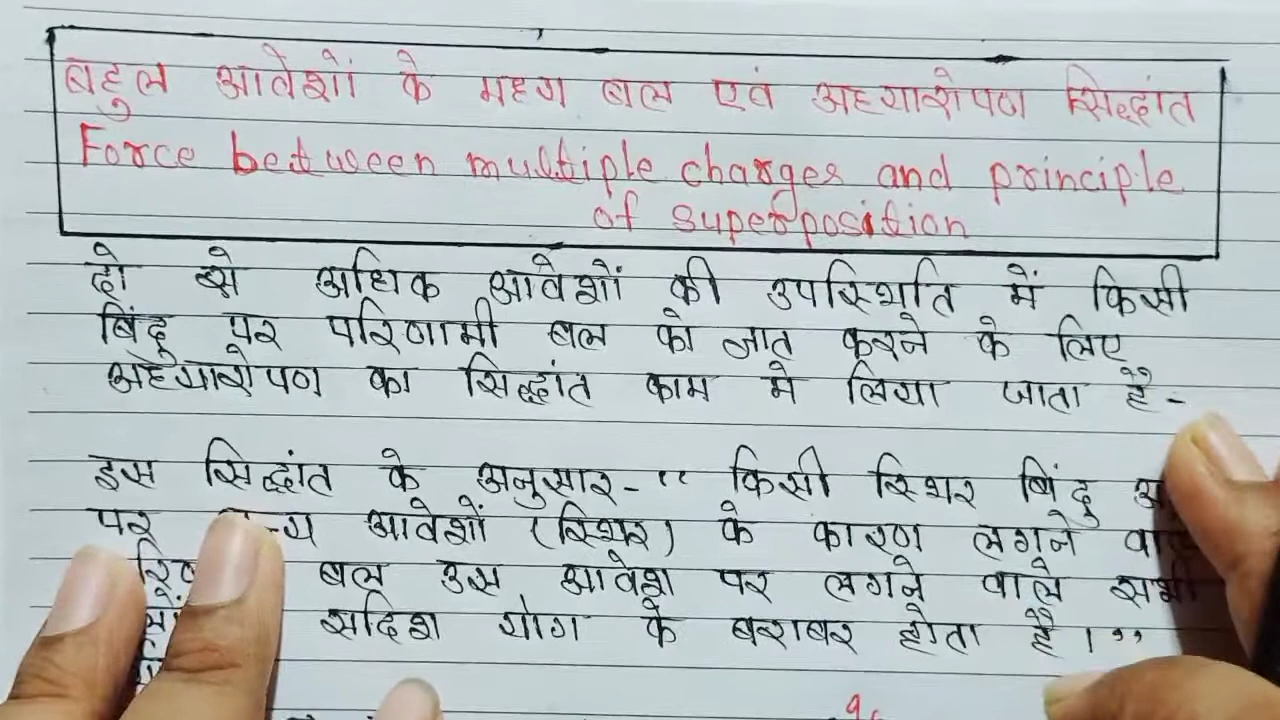 बहुल आवेशों के मध्य बल एवं अध्यारोपण सिद्धांत
Force between multiple charges and principle
of superposition
दो से अधिक आवेशों की उपस्थिति में किसी
बिंदु पर परिणामी बल को ज्ञात करने के लिए
अध्यारोपण का सिद्धांत काम मे लिया जाता है -
इस सिद्धांत के अनुसार - “ किसी स्थिर बिंदु
पर आवेशों (स्थिर) के कारण लगने
बल उस आवेश पर लगने वाले सभी
सदिश योग के बराबर होता है ।”